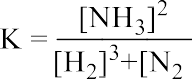 K = [NH₃]²
[H₂]³+[N₂